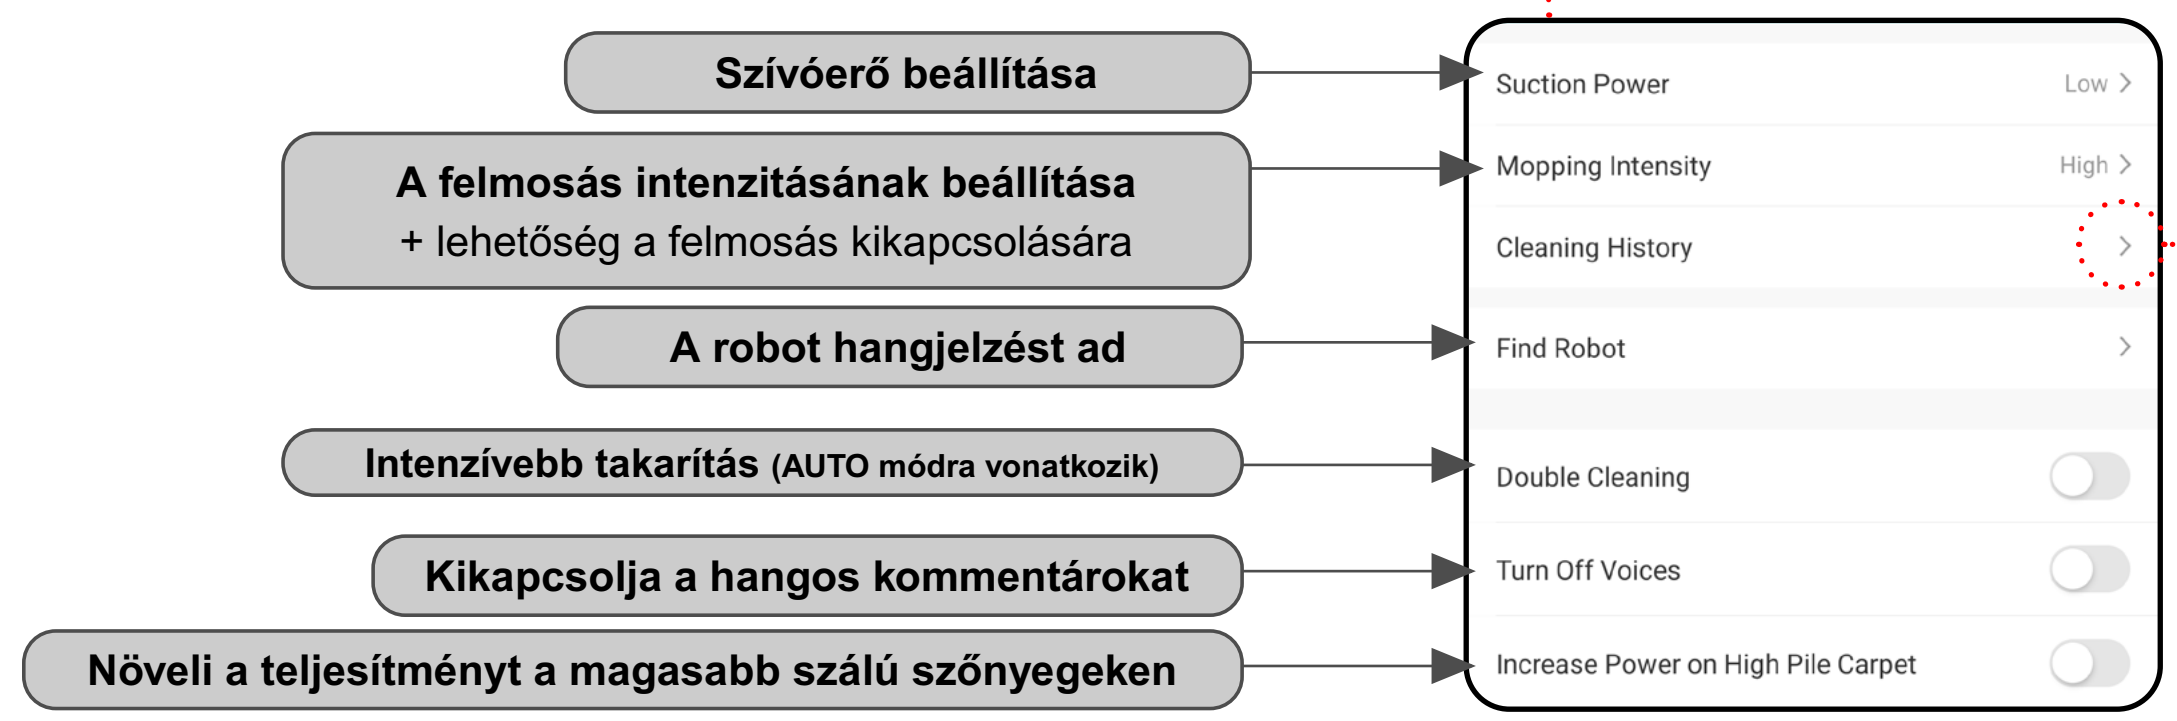 Szívóerő beállítása
Suction Power
Low
A felmosás intenzitásának beállítása
+ lehetőség a felmosás kikapcsolására
Mopping Intensity
High
Cleaning History
A robot hangjelzést ad
Find Robot
Intenzívebb takarítás (AUTO módra vonatkozik)
Double Cleaning
Kikapcsolja a hangos kommentárokat
Turn Off Voices
Növeli a teljesítményt a magasabb szálú szőnyegeken
Increase Power on High Pile Carpet